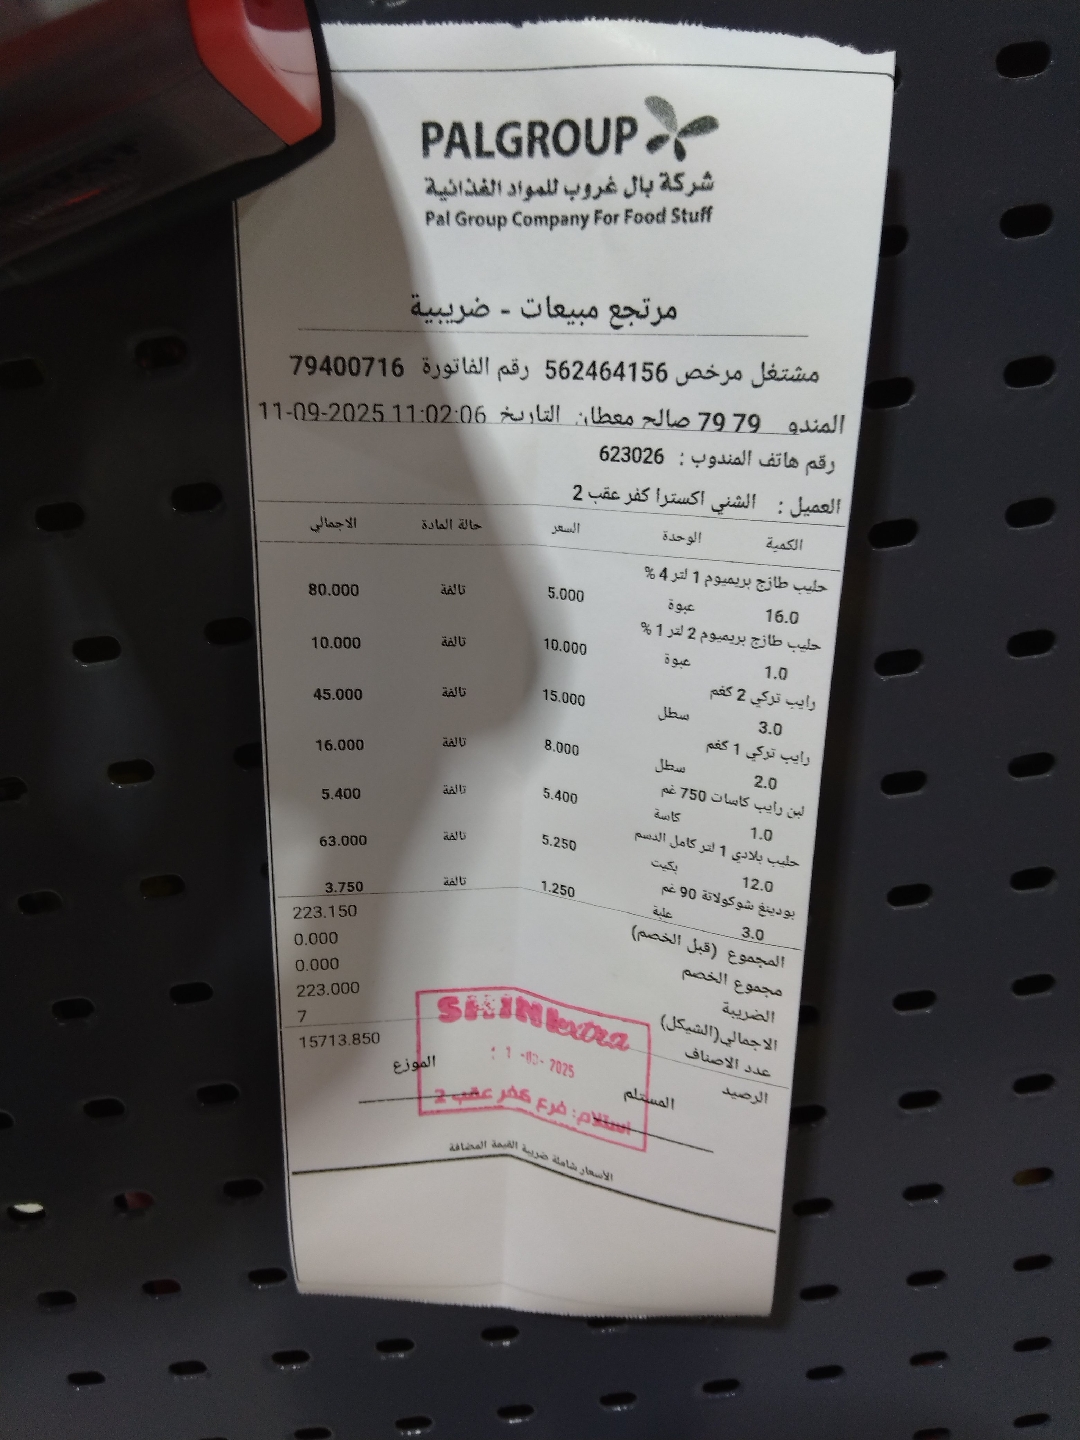 PALGROUP
شركة بال غروب للمواد الغذائية
Pal Group Company For Food Stuff
مرتجع مبيعات - ضريبية
مشتغل مرخص 562464156 رقم الفاتورة 79400716
المندو 79 79 صالح معطان التاريخ 11-09-2025 11:02:06
رقم هاتف المندوب : 623026
العميل : الشني اكسترا كفر عقب 2
الكمية الوحدة السعر حالة المادة الاجمالي
حليب طازج بريميوم 1 لتر 4 %
16.0 عبوة 5.000 تالفة 80.000
حليب طازج بريميوم 2 لتر 1 %
1.0 عبوة 10.000 تالفة 10.000
رايب تركي 2 كغم
3.0 سطل 15.000 تالفة 45.000
رايب تركي 1 كغم
2.0 سطل 8.000 تالفة 16.000
لبن رايب كاسات 750 غم
1.0 كاسة 5.400 تالفة 5.400
حليب بلادي 1 لتر كامل الدسم
12.0 بكيت 5.250 تالفة 63.000
بودينغ شوكولاتة 90 غم
3.0 علبة 1.250 تالفة 3.750
المجموع (قبل الخصم) 223.150
مجموع الخصم 0.000
الضريبة 0.000
الاجمالي(الشيكل) 223.000
عدد الاصناف 7
الرصيد 15713.850
المستلم الموزع
extra
2025
استلام: فرع كفر عقب 2
الأسعار شاملة ضريبة القيمة المضافة